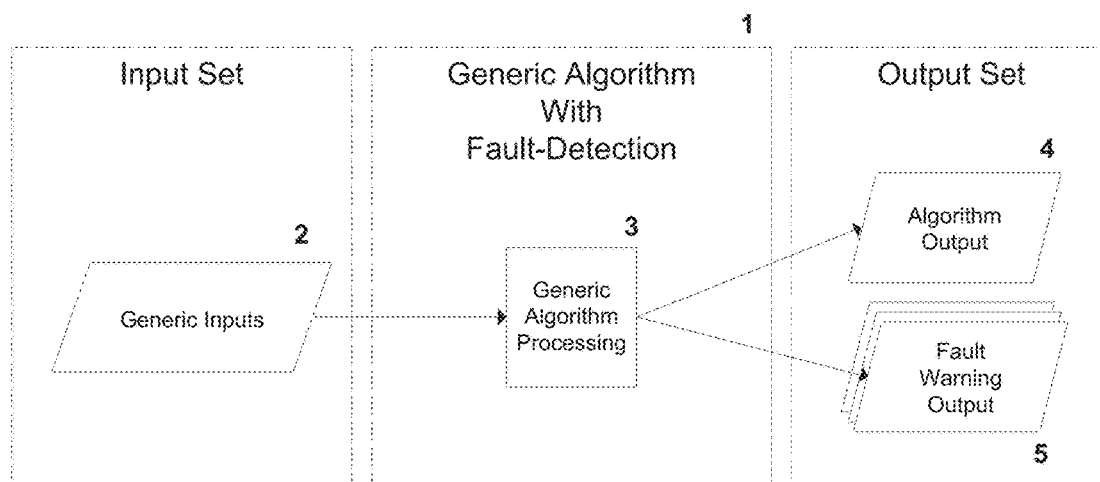 1
Input Set
Generic Algorithm
With
Fault-Detection
Output Set
2
Generic Inputs
3
Generic
Algorithm
Processing
4
Algorithm
Output
Fault
Warning
Output
5